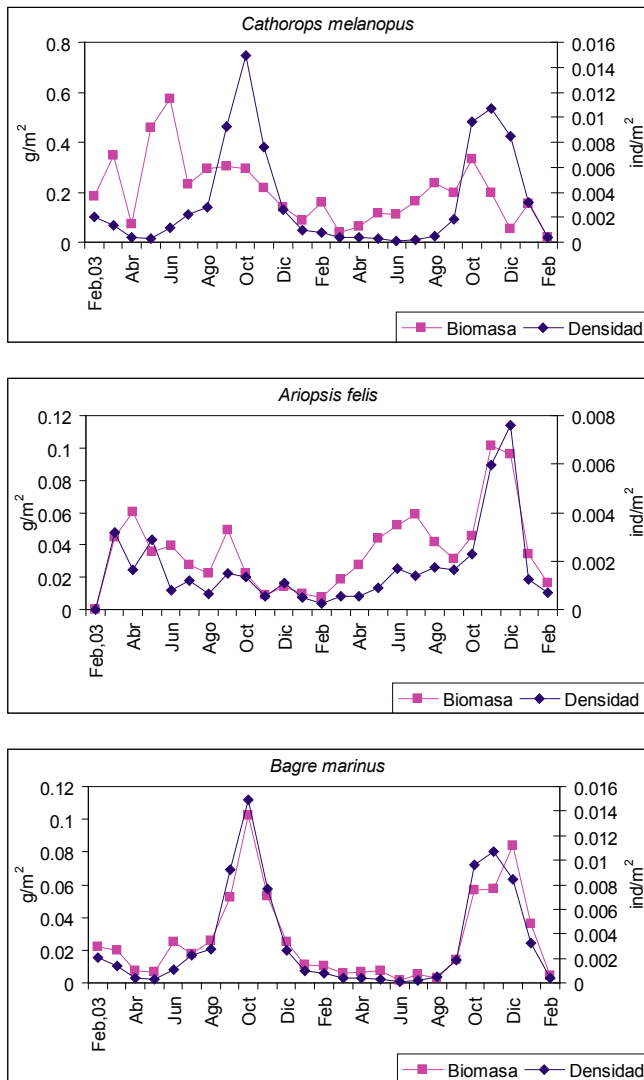 Cathorops melanopus
0.8
0.6
0.4
0.2
0
g/m²
0.016
0.014
0.012
0.010
0.008
0.006
0.004
0.002
0
ind/m²
Feb,03 Abr Jun Ago Oct Dic Feb Abr Jun Ago Oct Dic Feb
Biomasa Densidad
Ariopsis felis
0.12
0.1
0.08
0.06
0.04
0.02
0
g/m²
0.008
0.006
0.004
0.002
0
ind/m²
Feb,03 Abr Jun Ago Oct Dic Feb Abr Jun Ago Oct Dic Feb
Biomasa Densidad
Bagre marinus
0.12
0.1
0.08
0.06
0.04
0.02
0
g/m²
0.016
0.014
0.012
0.010
0.008
0.006
0.004
0.002
0
ind/m²
Feb,03 Abr Jun Ago Oct Dic Feb Abr Jun Ago Oct Dic Feb
Biomasa Densidad